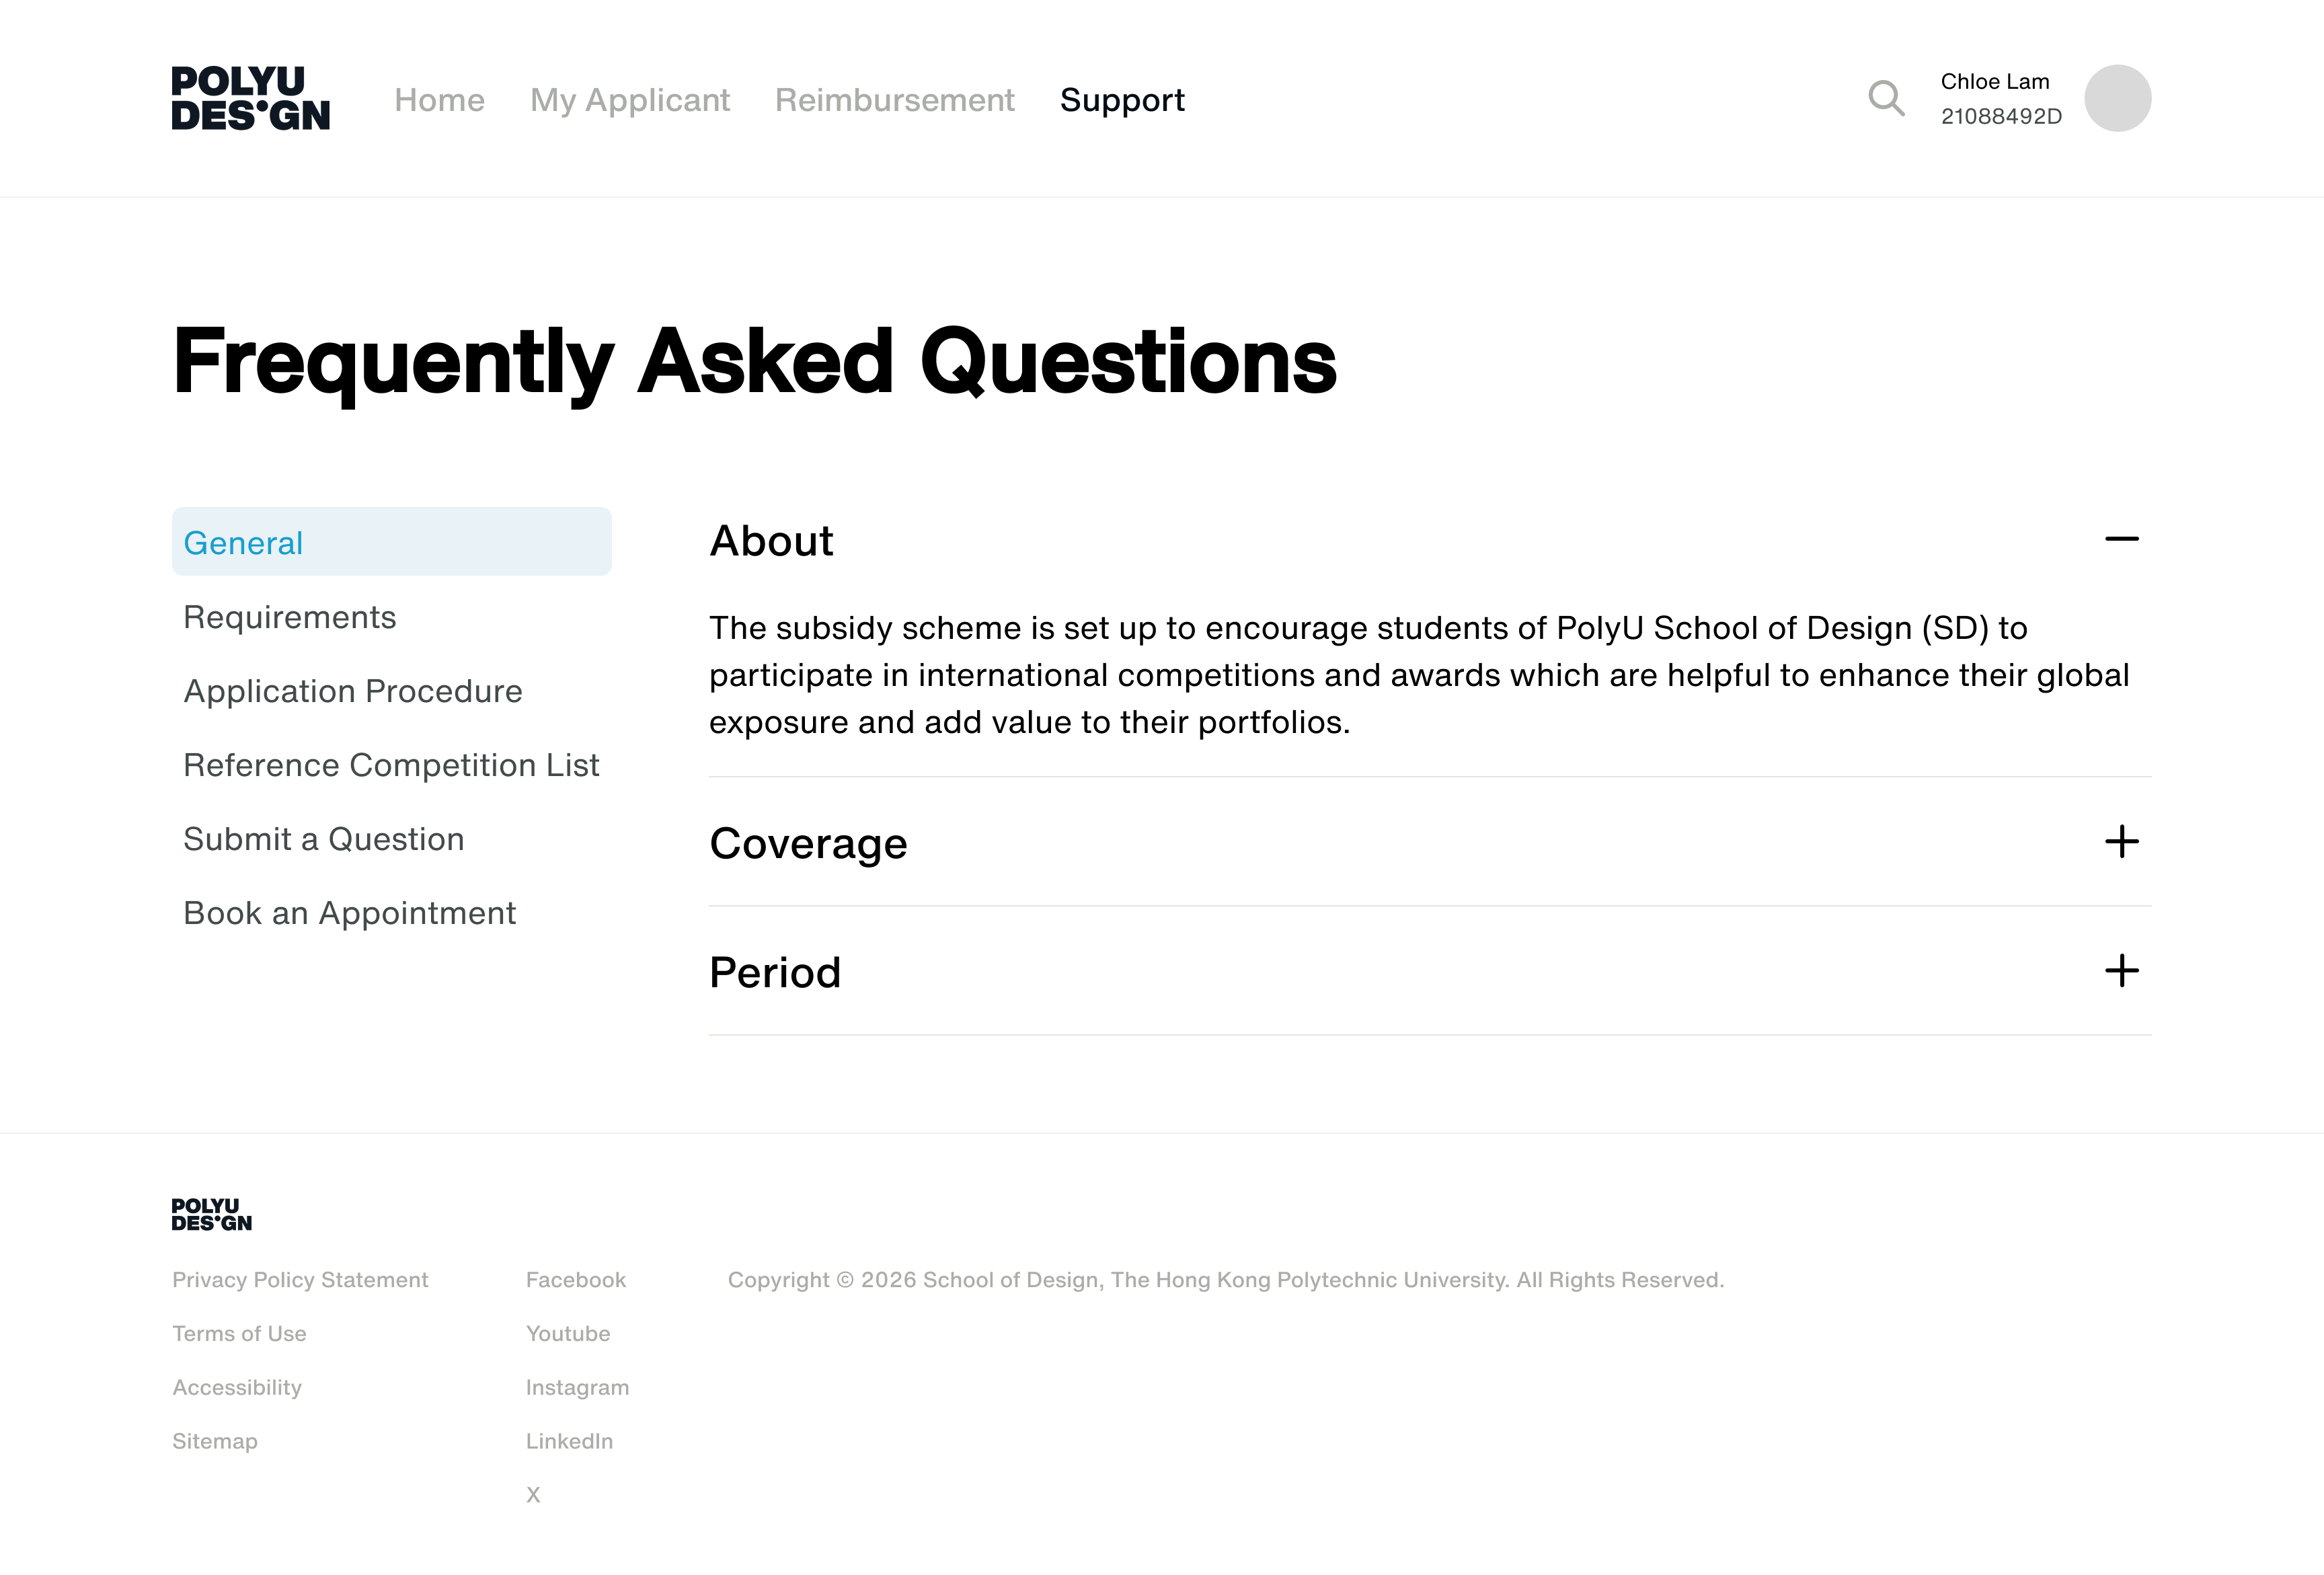 POLYU
DESIGN
Home
My Applicant
Reimbursement
Support
Chloe Lam
21088492D
Frequently Asked Questions
General
Requirements
Application Procedure
Reference Competition List
Submit a Question
Book an Appointment
About
The subsidy scheme is set up to encourage students of PolyU School of Design (SD) to
participate in international competitions and awards which are helpful to enhance their global
exposure and add value to their portfolios.
Coverage
Period
POLYU
DESIGN
Privacy Policy Statement
Terms of Use
Accessibility
Sitemap
Facebook
Youtube
Instagram
LinkedIn
X
Copyright © 2026 School of Design, The Hong Kong Polytechnic University. All Rights Reserved.